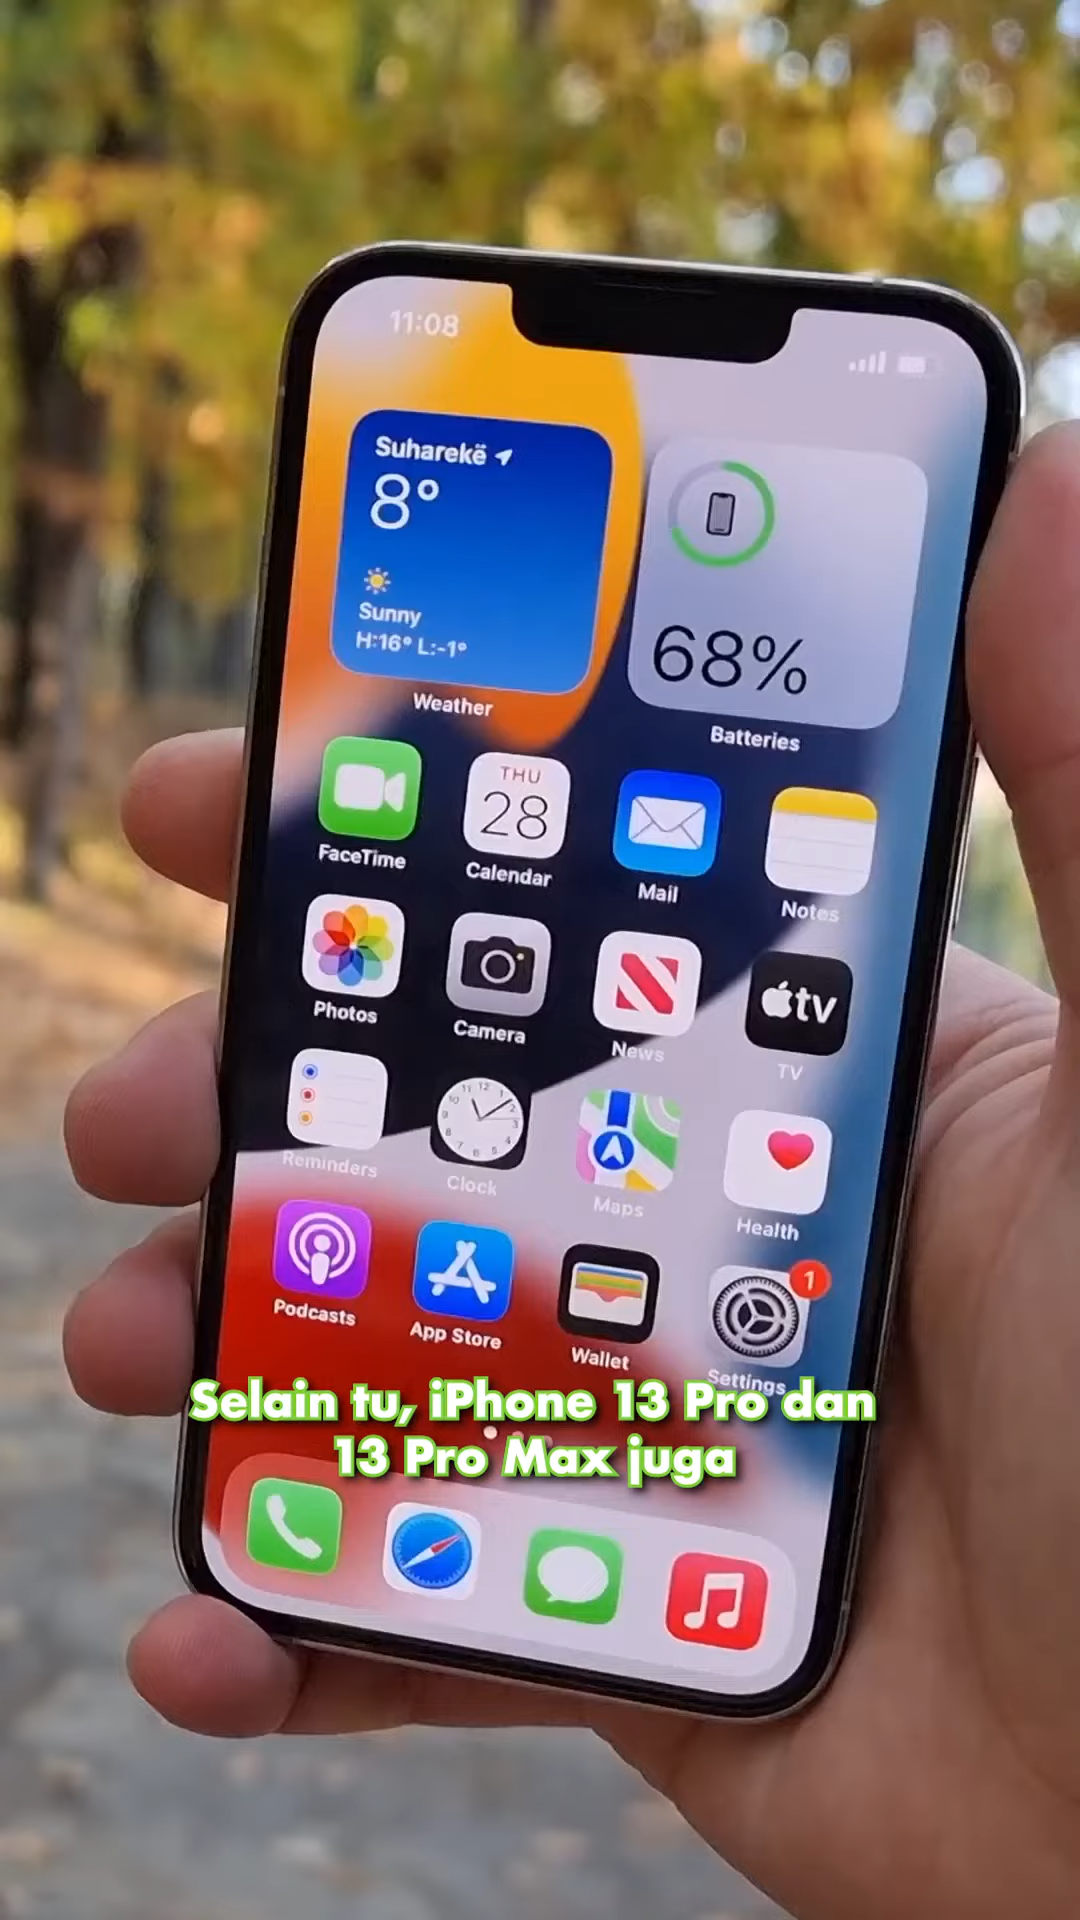 11:08
Suharekë
8°
Sunny
H:16° L:-1°
Weather
68%
Batteries
FaceTime
THU
28
Calendar
Mail
Notes
Photos
Camera
News
tv
TV
Reminders
Clock
Maps
Health
Podcasts
App Store
Wallet
1
Settings
Selain tu, iPhone 13 Pro dan
13 Pro Max juga